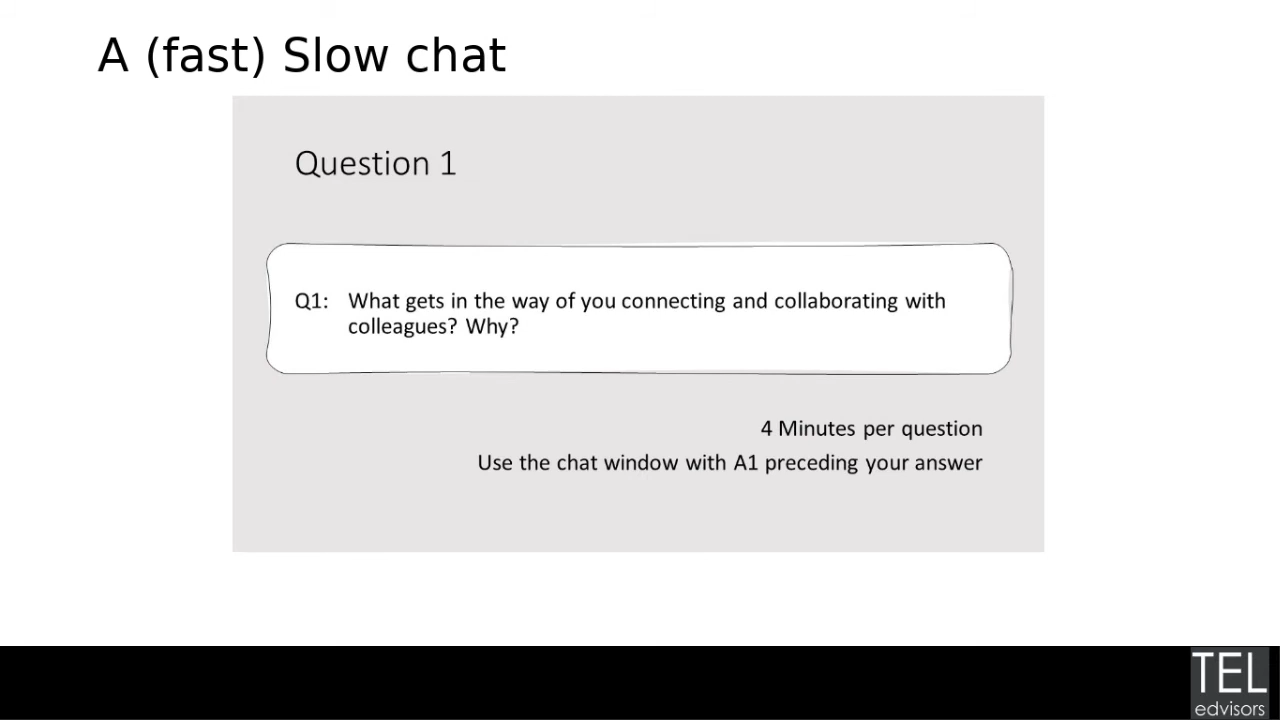 A (fast) Slow chat
Question 1
Q1: What gets in the way of you connecting and collaborating with
colleagues? Why?
4 Minutes per question
Use the chat window with A1 preceding your answer
TEL
edvisors